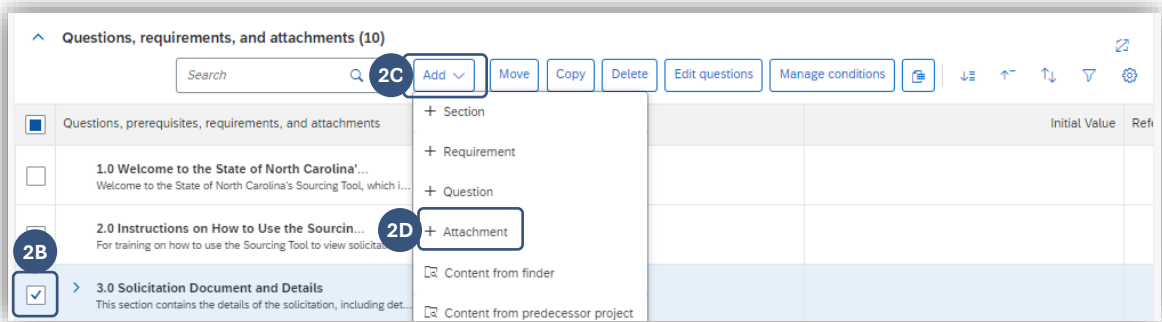 Questions, requirements, and attachments (10)
Search
2C
Add
Move
Copy
Delete
Edit questions
Manage conditions
+ Section
Questions, prerequisites, requirements, and attachments
Initial Value
Refe
+ Requirement
1.0 Welcome to the State of North Carolina'...
Welcome to the State of North Carolina's Sourcing Tool, which i...
+ Question
2.0 Instructions on How to Use the Sourcin...
For training on how to use the Sourcing Tool to view solicita
2D
+ Attachment
2B
Content from finder
3.0 Solicitation Document and Details
This section contains the details of the solicitation, including det...
Content from predecessor project